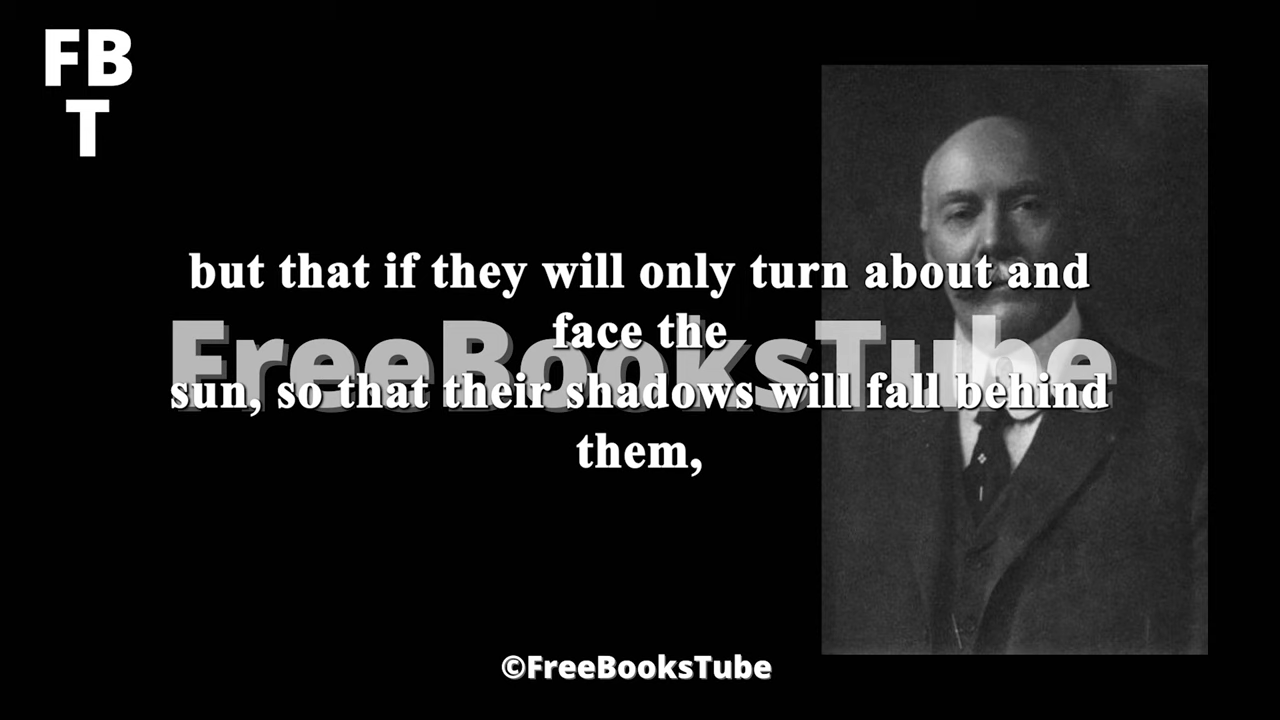 FB
T
but that if they will only turn about and
face the
FreeBooksTube
sun, so that their shadows will fall behind
them,
©FreeBooksTube